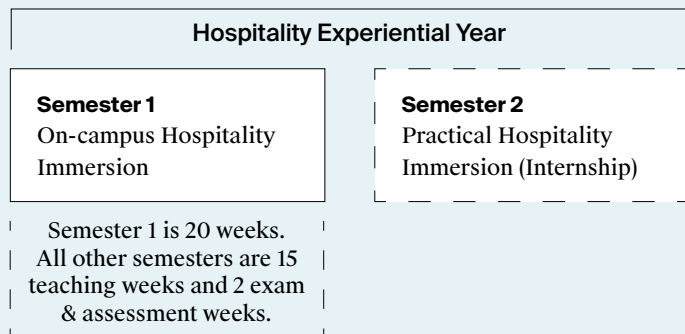 Hospitality Experiential Year
Semester 1
On-campus Hospitality
Immersion
Semester 2
Practical Hospitality
Immersion (Internship)
Semester 1 is 20 weeks.
All other semesters are 15
teaching weeks and 2 exam
& assessment weeks.